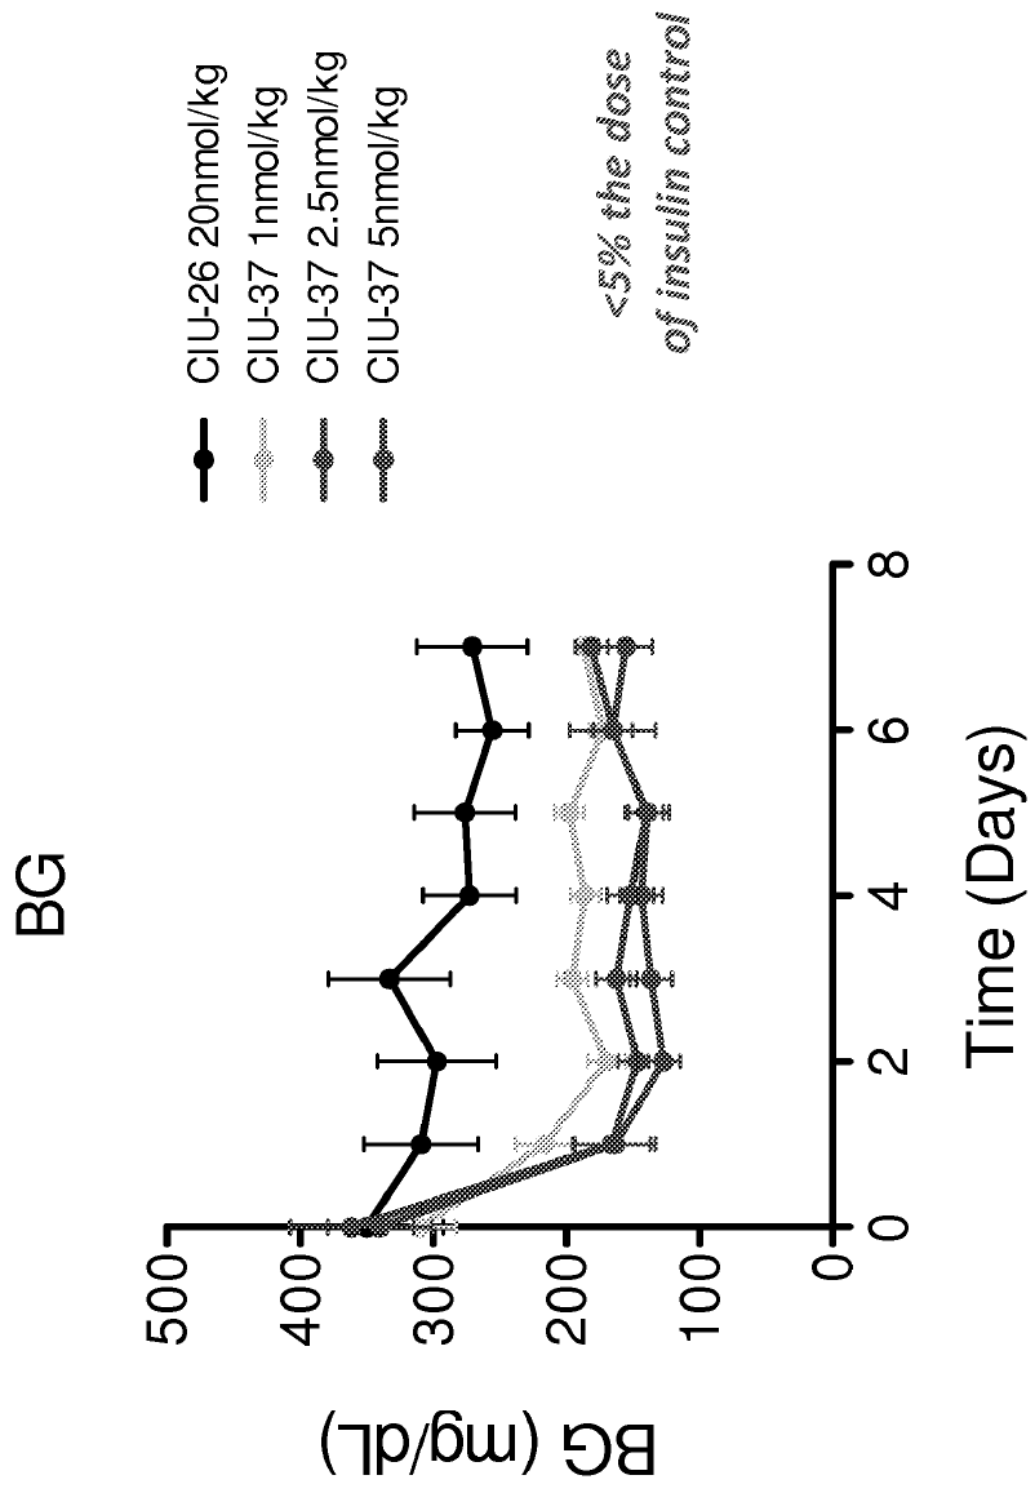 BG
CIU-26 20nmol/kg
CIU-37 1nmol/kg
CIU-37 2.5nmol/kg
CIU-37 5nmol/kg
<5% the dose
of insulin control
BG (mg/dL)
500
400
300
200
100
0
0
2
4
6
8
Time (Days)